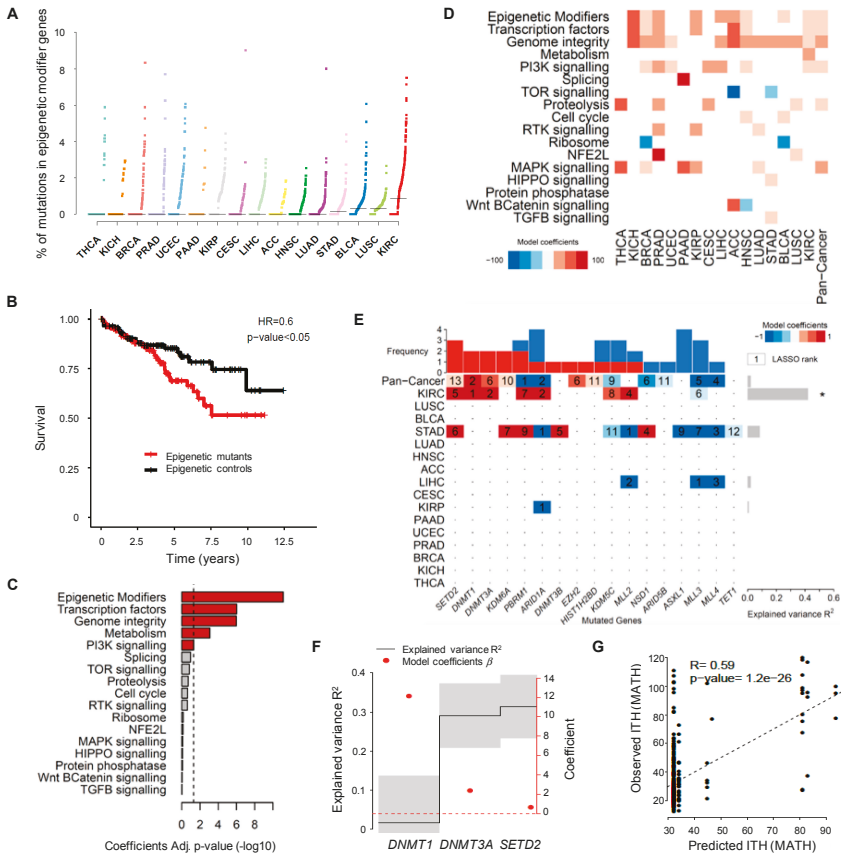 A
% of mutations in epigenetic modifier genes
10
8
6
4
2
0
THCA KICH BRCA PRAD UCEC PAAD KIRP CESC LIHC ACC HNSC LUAD STAD BLCA LUSC KIRC
B
HR=0.6
p-value<0.05
Survival
1.00
0.75
0.50
0.25
0
Epigenetic mutants
Epigenetic controls
0 2.5 5.0 7.5 10 12.5
Time (years)
C
Epigenetic Modifiers
Transcription factors
Genome integrity
Metabolism
PI3K signalling
Splicing
TOR signalling
Proteolysis
Cell cycle
RTK signalling
Ribosome
NFE2L
MAPK signalling
HIPPO signalling
Protein phosphatase
Wnt BCatenin signalling
TGFB signalling
0 2 4 6 8 10
Coefficients Adj. p-value (-log10)
D
Epigenetic Modifiers
Transcription factors
Genome integrity
Metabolism
PI3K signalling
Splicing
TOR signalling
Proteolysis
Cell cycle
RTK signalling
Ribosome
NFE2L
MAPK signalling
HIPPO signalling
Protein phosphatase
Wnt BCatenin signalling
TGFB signalling
Model coefficients
-100 100
THCA KICH BRCA PRAD UCEC PAAD KIRP CESC LIHC ACC HNSC LUAD STAD BLCA LUSC KIRC Pan-Cancer
E
Frequency
4
3
2
1
0
Model coefficients
-1 1
1 LASSO rank
Pan-Cancer 13 2 6 10 1 2 6 11 9 6 11 5 4
KIRC 5 1 2 7 2 8 4 6 *
LUSC
BLCA
STAD 6 7 9 1 5 11 1 4 9 7 3 12
LUAD
HNSC
ACC
LIHC 2 1 3
CESC
KIRP 1
PAAD
UCEC
PRAD
BRCA
KICH
THCA
SETD2 DNMT1 DNMT3A KDM6A PBRM1 ARID1A DNMT3B EZH2 HIST1H2BD KDM5C MLL2 NSD1 ARID5B ASXL1 MLL3 MLL4 TET1
Mutated Genes
0 0.2 0.4 0.6 0.8
Explained variance R²
F
Explained variance R²
Model coefficients β
Explained variance R²
0.4
0.3
0.2
0.1
0
14
12
10
8
6
4
2
0
Coefficient
DNMT1 DNMT3A SETD2
G
R= 0.59
p-value= 1.2e-26
Observed ITH (MATH)
120
100
80
60
40
20
30 40 50 60 70 80 90
Predicted ITH (MATH)